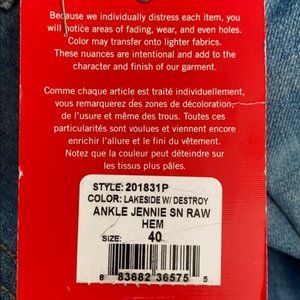 Because we individually distress each item, you
will notice areas of fading, wear, and even holes.
Color may transfer onto lighter fabrics.
These nuances are intentional and add to the
character and finish of our garment.
Comme chaque article est traité individuellement,
vous remarquerez des zones de décoloration,
de l'usure et même des trous. Toutes ces
particularités sont voulues et viennent encore
enrichir l'allure et le fini du vêtement.
Notez que la couleur peut déteindre sur
les tissus plus pâles.
STYLE: 201831P
COLOR: LAKESIDE W/ DESTROY
ANKLE JENNIE SN RAW
HEM
SIZE: 40
8 83682 36575 5